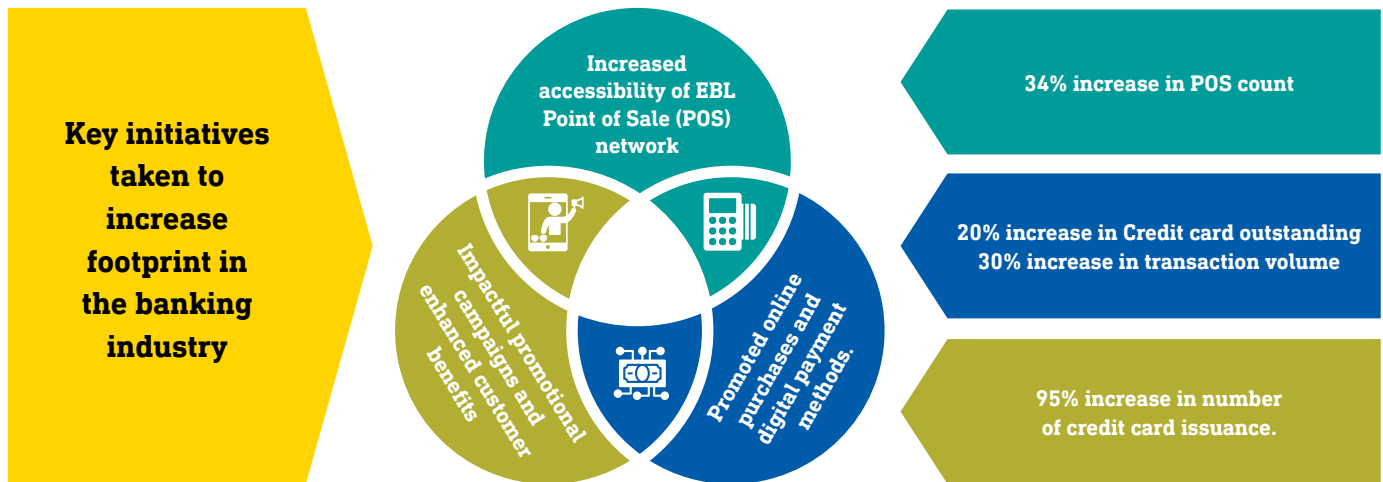 Key initiatives
taken to
increase
footprint in
the banking
industry
Increased
accessibility of EBL
Point of Sale (POS)
network
Impactful promotional
campaigns and
enhanced customer
benefits
Promoted online
purchases and
digital payment
methods.
34% increase in POS count
20% increase in Credit card outstanding
30% increase in transaction volume
95% increase in number
of credit card issuance.